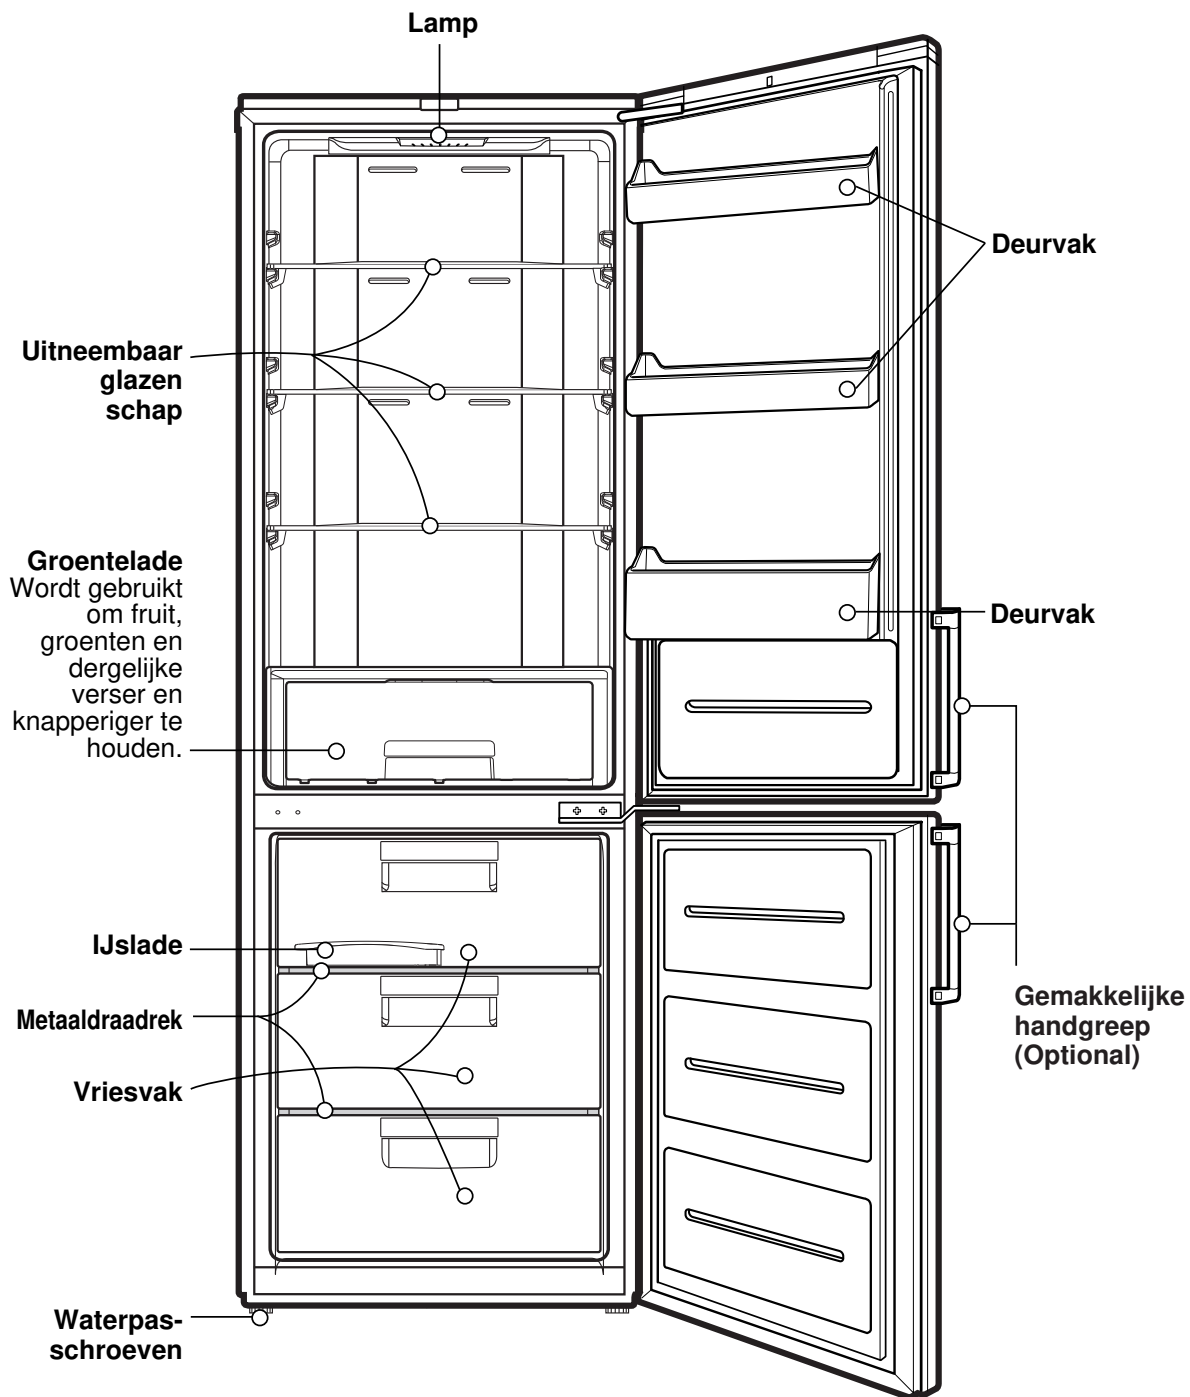 Lamp
Deurvak
Uitneembaar
glazen
schap
Groentelade
Wordt gebruikt
om fruit,
groenten en
dergelijke
verser en
knapperiger te
houden.
Deurvak
IJslade
Metaaldraadrek
Vriesvak
Gemakkelijke
handgreep
(Optional)
Waterpas-
schroeven